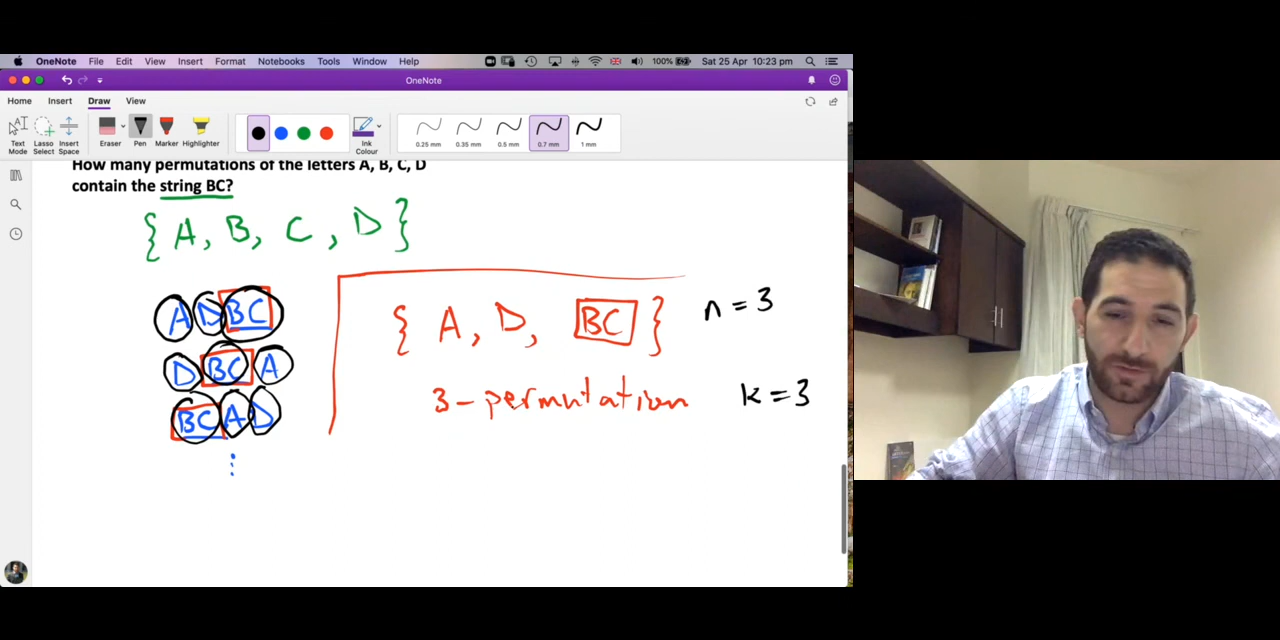 OneNote File Edit View Insert Format Notebooks Tools Window Help 100% Sat 25 Apr 10:23 pm
OneNote
Home Insert Draw View
Text Mode Lasso Select Insert Space Eraser Pen Marker Highlighter Ink Colour 0.25 mm 0.35 mm 0.5 mm 0.7 mm 1 mm
How many permutations of the letters A, B, C, D
contain the string BC?
{ A, B, C, D }
A D BC
D BC A
BC A D
⋮
{ A, D, BC } n = 3
3 - permutation k = 3